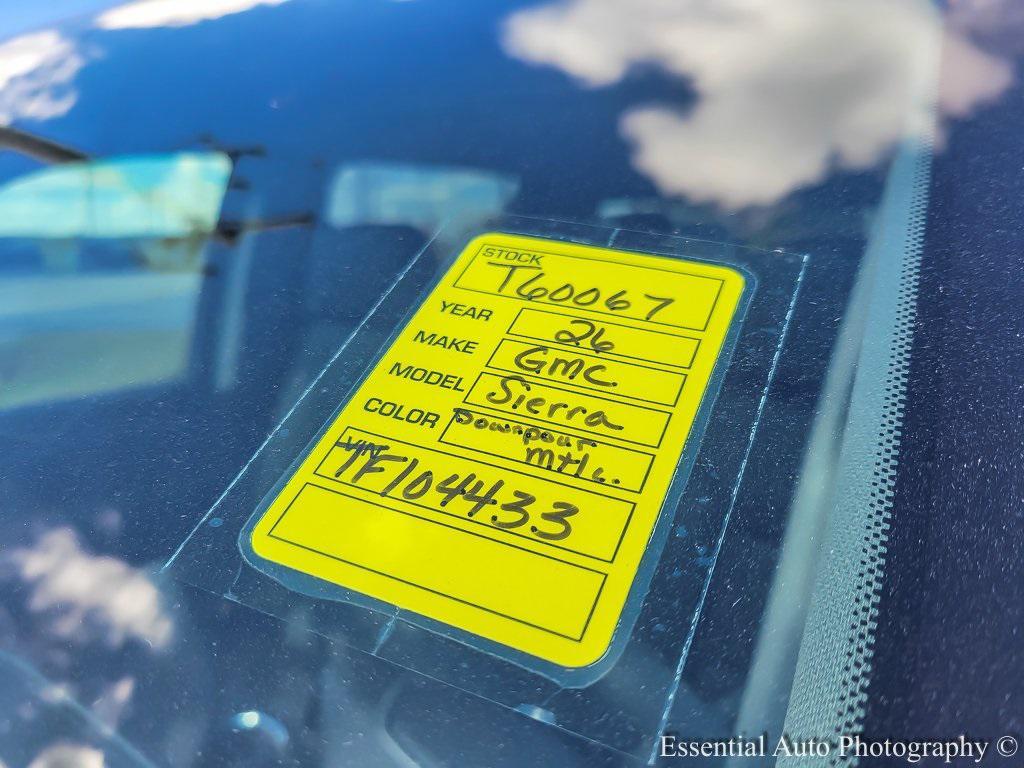 STOCK
T60067
YEAR 26
MAKE GMC
MODEL Sierra
COLOR Downpour
Mtlc.
VIN
TF104433
Essential Auto Photography ©